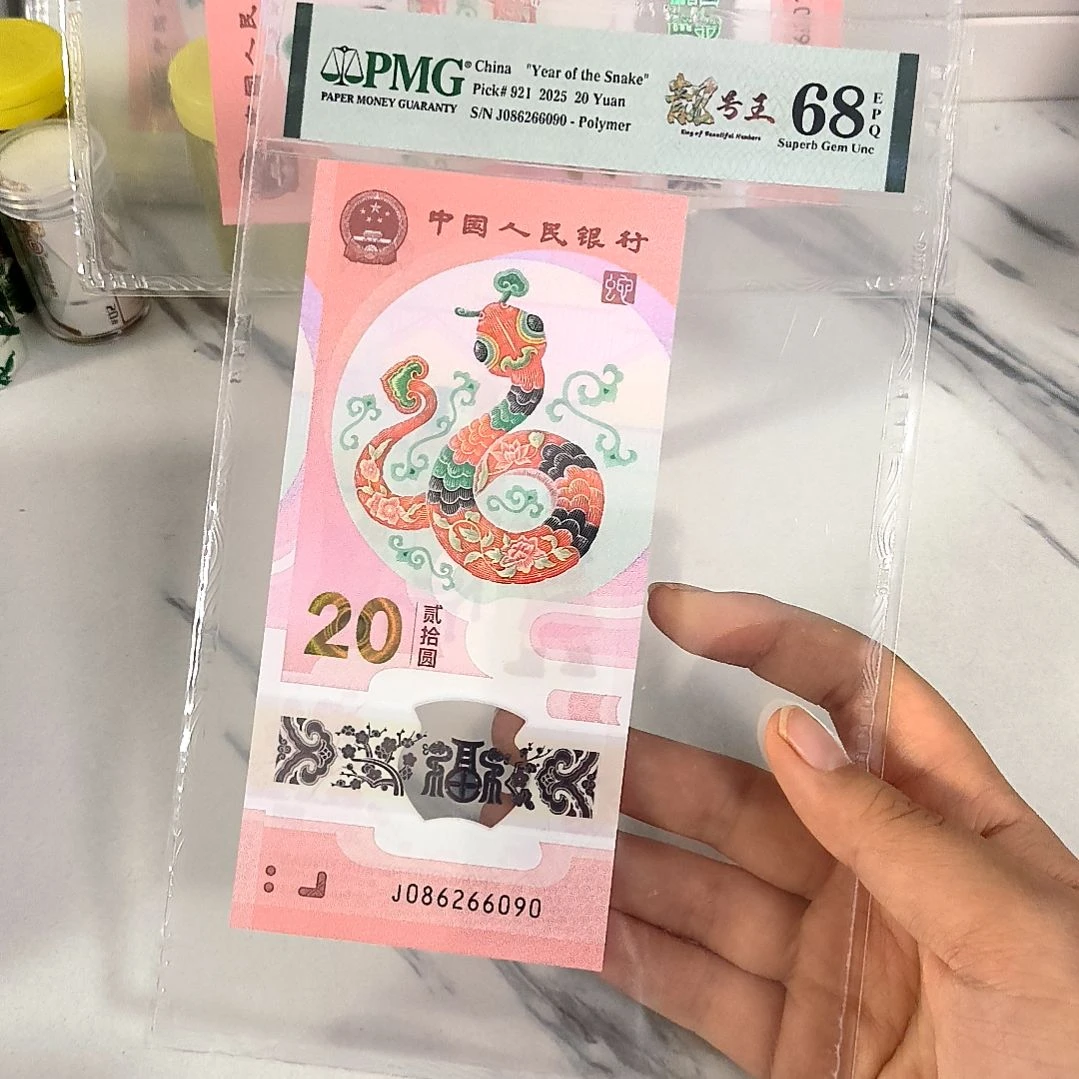 PMG®
PAPER MONEY GUARANTY
China "Year of the Snake"
Pick# 921 2025 20 Yuan
S/N J086266090 - Polymer
号王
King of Beautiful Numbers
68
EPQ
Superb Gem Unc
中国人民银行
20
贰拾圆
J086266090